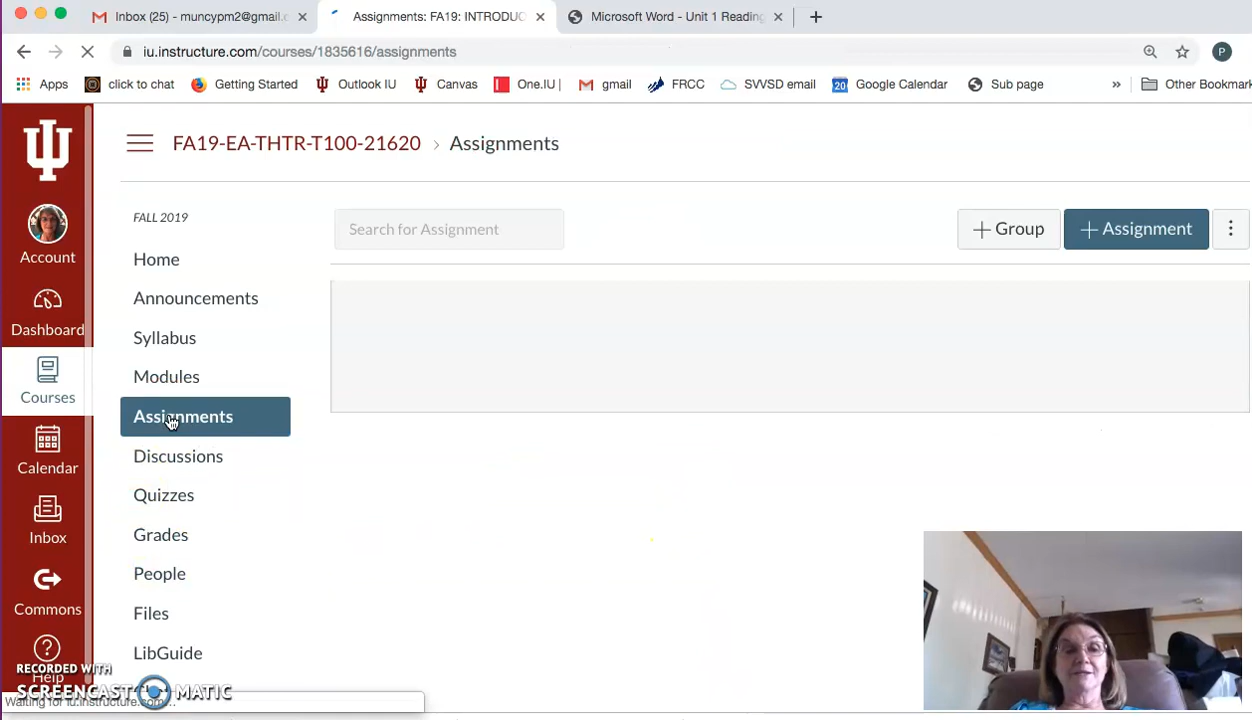 Inbox (25) - muncypm2@gmail.c
Assignments: FA19: INTRODUC
Microsoft Word - Unit 1 Reading
iu.instructure.com/courses/1835616/assignments
Apps click to chat Getting Started Outlook IU Canvas One.IU | gmail FRCC SVVSD email 20 Google Calendar Sub page » Other Bookmark
FA19-EA-THTR-T100-21620 › Assignments
FALL 2019
Search for Assignment
+ Group
+ Assignment
Account
Dashboard
Courses
Calendar
Inbox
Commons
Help
Home
Announcements
Syllabus
Modules
Assignments
Discussions
Quizzes
Grades
People
Files
LibGuide
RECORDED WITH
SCREENCAST MATIC
Waiting for iu.instructure.com...